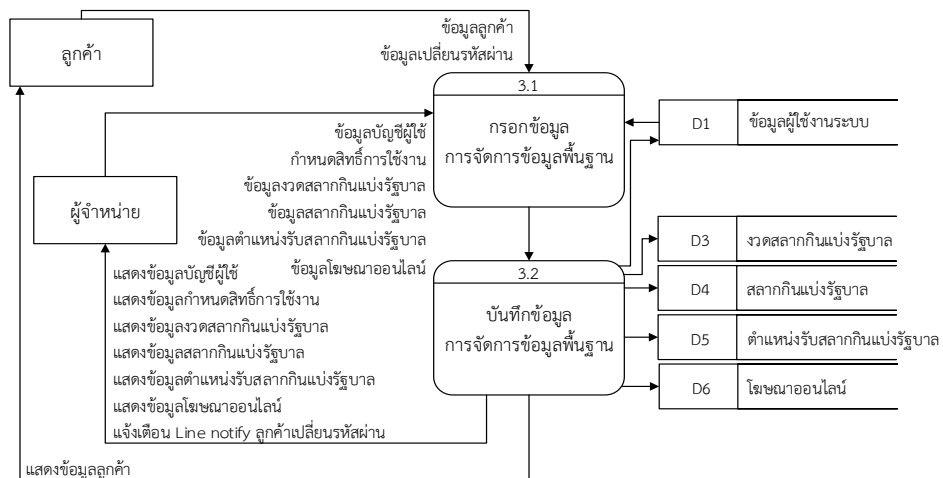 ลูกค้า
ข้อมูลลูกค้า
ข้อมูลเปลี่ยนรหัสผ่าน
3.1
กรอกข้อมูล
การจัดการข้อมูลพื้นฐาน
D1
ข้อมูลผู้ใช้งานระบบ
ผู้จำหน่าย
ข้อมูลบัญชีผู้ใช้
กำหนดสิทธิ์การใช้งาน
ข้อมูลงวดสลากกินแบ่งรัฐบาล
ข้อมูลสลากกินแบ่งรัฐบาล
ข้อมูลตำแหน่งรับสลากกินแบ่งรัฐบาล
ข้อมูลโฆษณาออนไลน์
3.2
บันทึกข้อมูล
การจัดการข้อมูลพื้นฐาน
D3
งวดสลากกินแบ่งรัฐบาล
D4
สลากกินแบ่งรัฐบาล
D5
ตำแหน่งรับสลากกินแบ่งรัฐบาล
D6
โฆษณาออนไลน์
แสดงข้อมูลบัญชีผู้ใช้
แสดงข้อมูลกำหนดสิทธิ์การใช้งาน
แสดงข้อมูลงวดสลากกินแบ่งรัฐบาล
แสดงข้อมูลสลากกินแบ่งรัฐบาล
แสดงข้อมูลตำแหน่งรับสลากกินแบ่งรัฐบาล
แสดงข้อมูลโฆษณาออนไลน์
แจ้งเตือน Line notify ลูกค้าเปลี่ยนรหัสผ่าน
แสดงข้อมูลลูกค้า